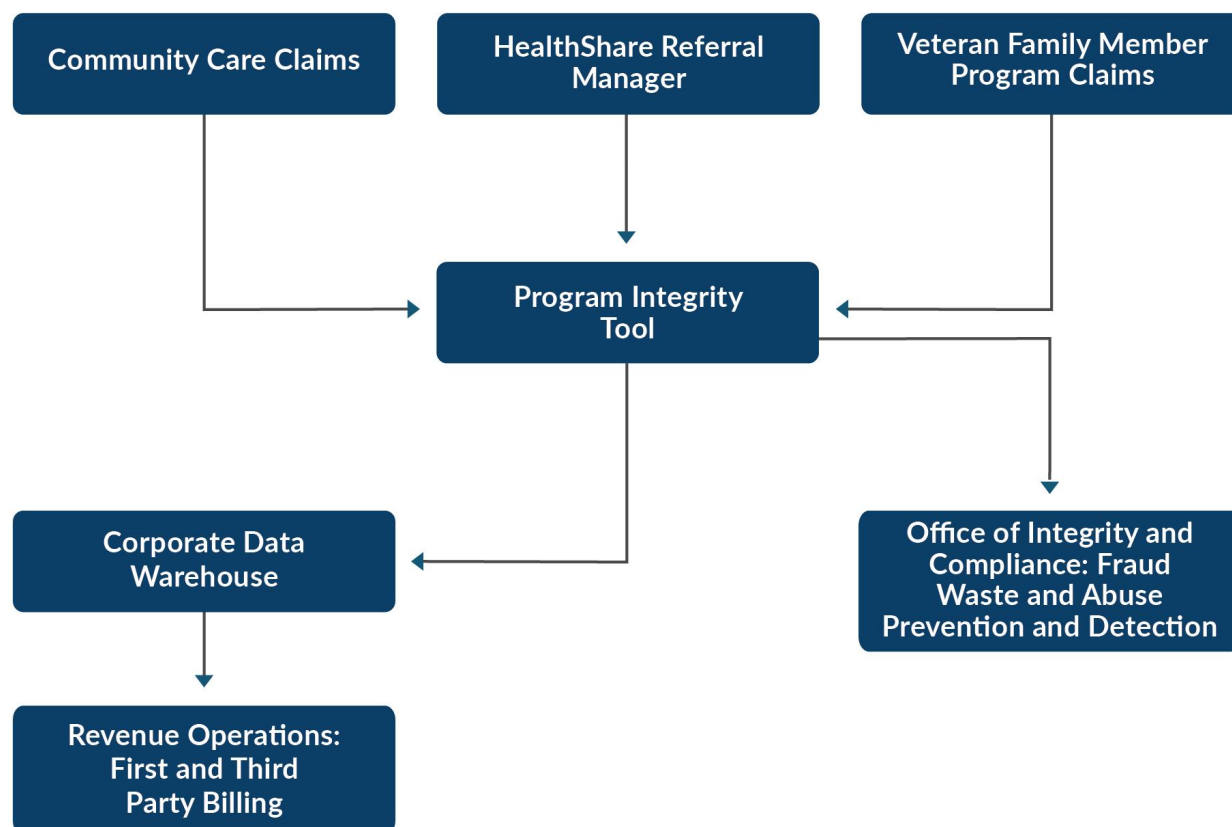 Community Care Claims
HealthShare Referral
Manager
Veteran Family Member
Program Claims
Program Integrity
Tool
Corporate Data
Warehouse
Office of Integrity and
Compliance: Fraud
Waste and Abuse
Prevention and Detection
Revenue Operations:
First and Third
Party Billing